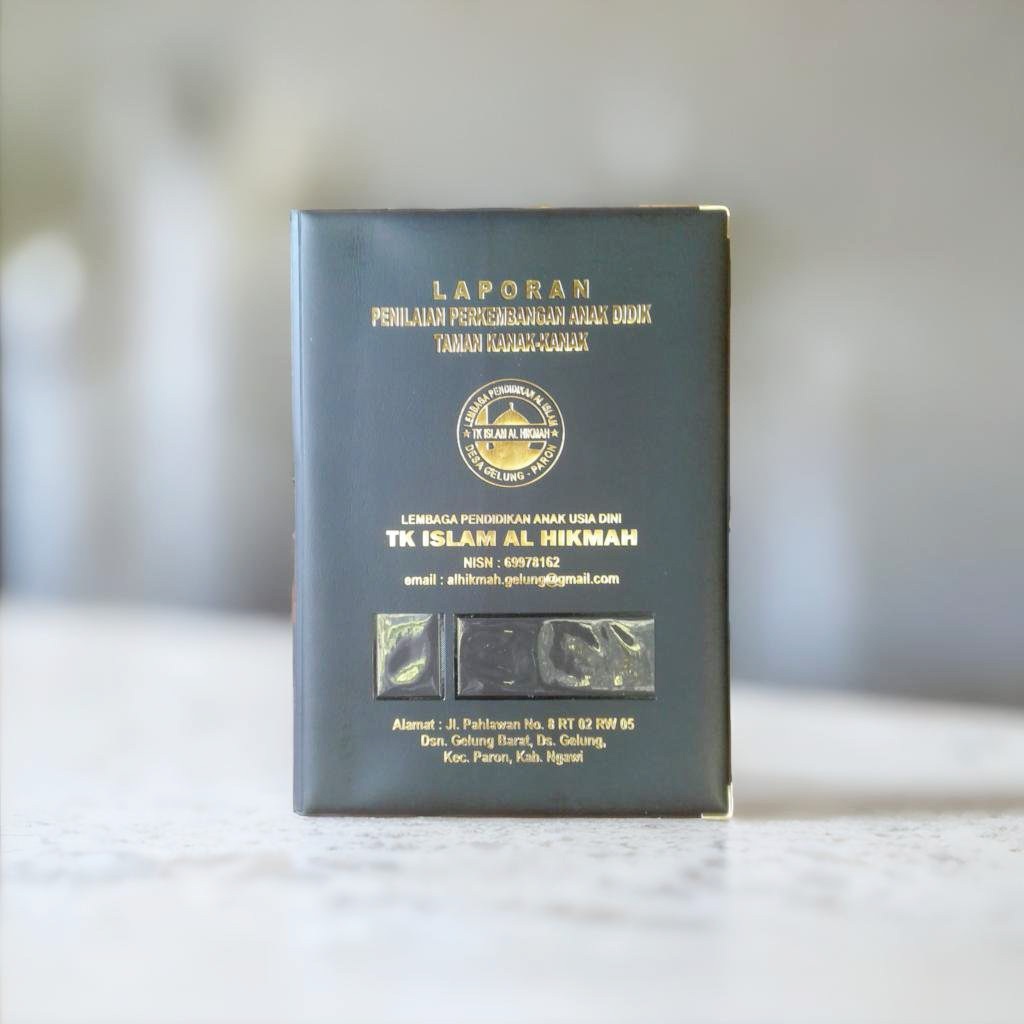 LAPORAN
PENILAIAN PERKEMBANGAN ANAK DIDIK
TAMAN KANAK-KANAK
LEMBAGA PENDIDIKAN AL ISLAM
TK ISLAM AL HIKMAH
DESA GELUNG - PARON
LEMBAGA PENDIDIKAN ANAK USIA DINI
TK ISLAM AL HIKMAH
NISN : 69978162
email : alhikmah.gelung@gmail.com
Alamat : Jl. Pahlawan No. 8 RT 02 RW 05
Dsn. Gelung Barat, Ds. Gelung,
Kec. Paron, Kab. Ngawi